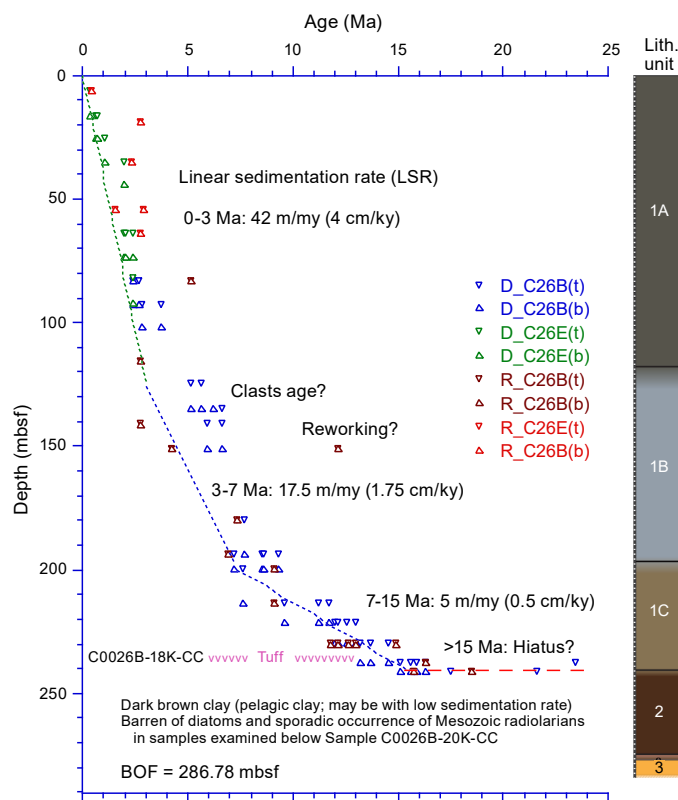 Age (Ma)
0 5 10 15 20 25
Lith.
unit
0
50
100
150
200
250
Depth (mbsf)
Linear sedimentation rate (LSR)
0-3 Ma: 42 m/my (4 cm/ky)
D_C26B(t)
D_C26B(b)
D_C26E(t)
D_C26E(b)
R_C26B(t)
R_C26B(b)
R_C26E(t)
R_C26B(b)
Clasts age?
Reworking?
3-7 Ma: 17.5 m/my (1.75 cm/ky)
7-15 Ma: 5 m/my (0.5 cm/ky)
>15 Ma: Hiatus?
C0026B-18K-CC vvvvvv Tuff vvvvvvvvv
Dark brown clay (pelagic clay; may be with low sedimentation rate)
Barren of diatoms and sporadic occurrence of Mesozoic radiolarians
in samples examined below Sample C0026B-20K-CC
BOF = 286.78 mbsf
1A
1B
1C
2
3